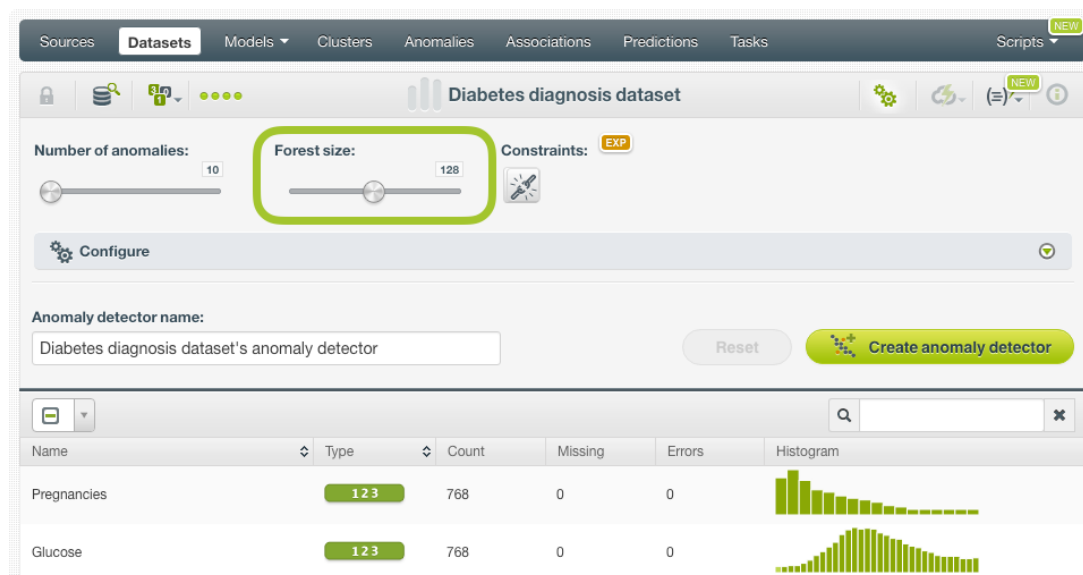 NEW
Sources Datasets Models Clusters Anomalies Associations Predictions Tasks Scripts
Diabetes diagnosis dataset
NEW
Number of anomalies: 10 Forest size: 128 Constraints: EXP
Configure
Anomaly detector name:
Diabetes diagnosis dataset's anomaly detector Reset Create anomaly detector
Name Type Count Missing Errors Histogram
Pregnancies 123 768 0 0
Glucose 123 768 0 0